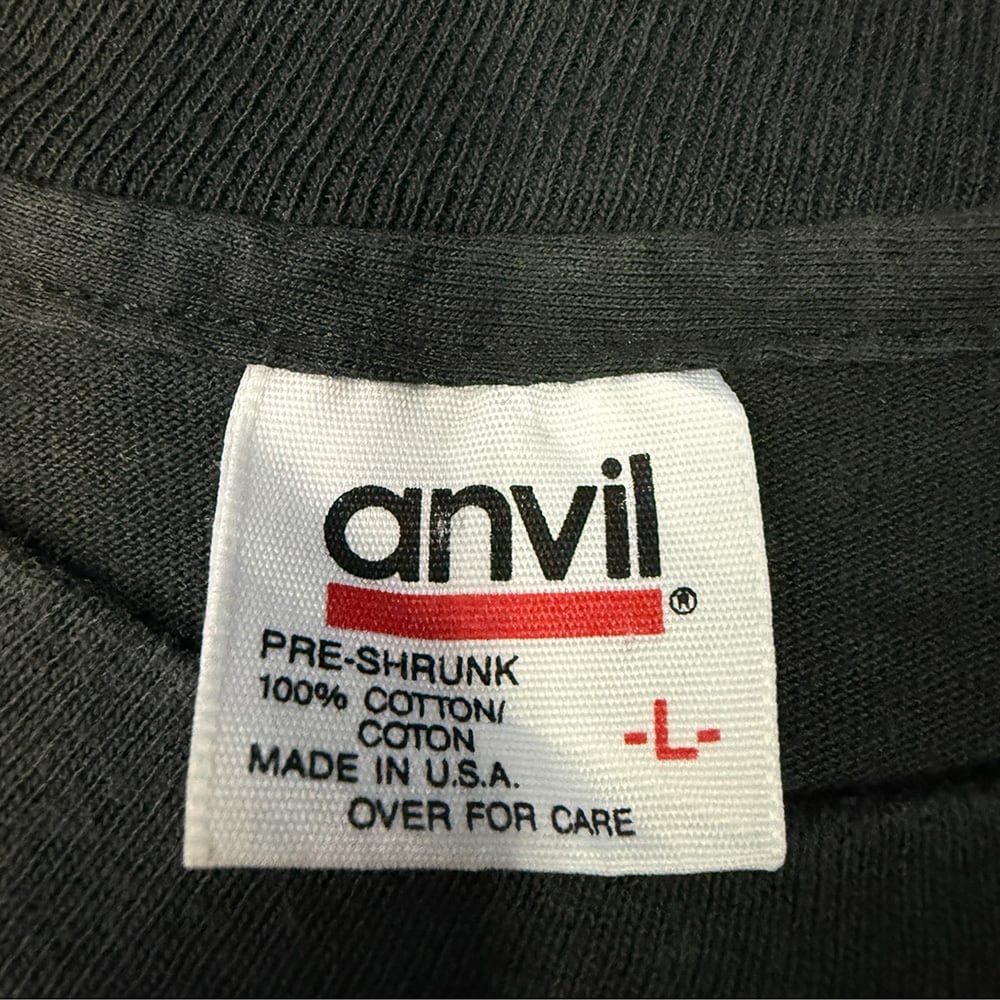 anvil®
PRE-SHRUNK
100% COTTON/
COTON
-L-
MADE IN U.S.A.
OVER FOR CARE